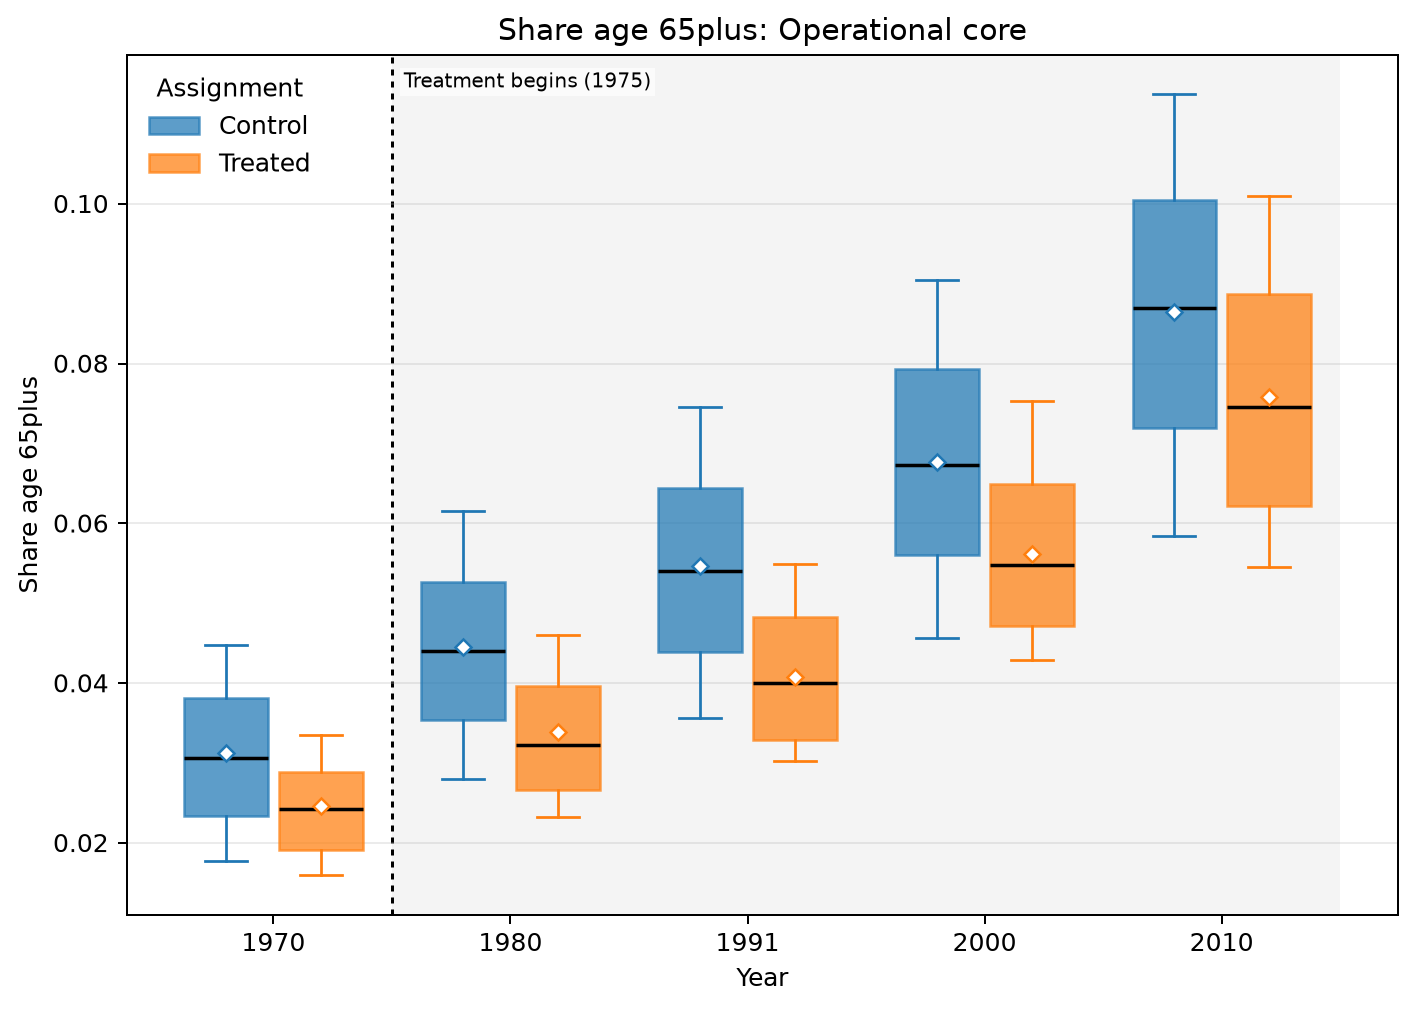 Share age 65plus: Operational core
Treatment begins (1975)
Assignment
Control
Treated
0.10
0.08
0.06
0.04
0.02
Share age 65plus
1970
1980
1991
2000
2010
Year